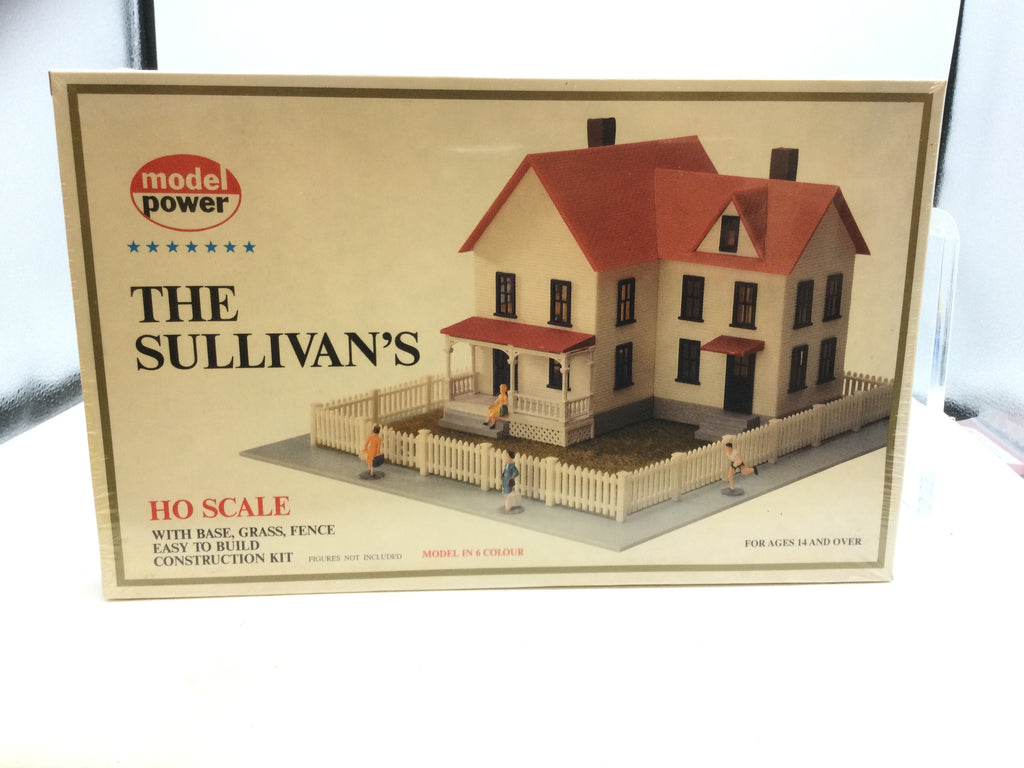 model
power
THE
SULLIVAN'S
HO SCALE
WITH BASE, GRASS, FENCE
EASY TO BUILD
CONSTRUCTION KIT
FIGURES NOT INCLUDED
MODEL IN 6 COLOUR
FOR AGES 14 AND OVER